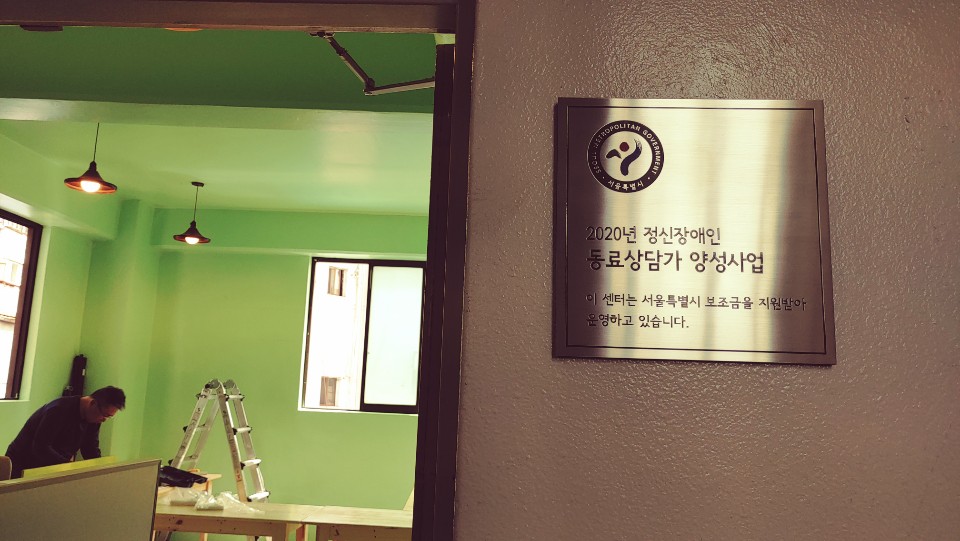 SEOUL METROPOLITAN GOVERNMENT
서울특별시
2020년 정신장애인
동료상담가 양성사업
이 센터는 서울특별시 보조금을 지원받아
운영하고 있습니다.